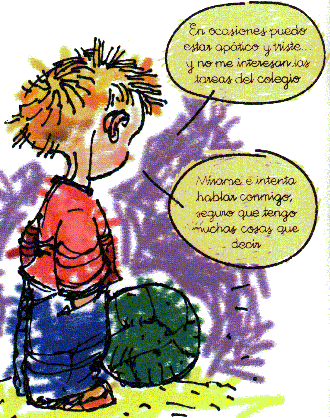 En ocasiones puedo
estar apático y triste...
y no me interesan las
tareas del colegio
Mírame e intenta
hablar conmigo,
seguro que tengo
muchas cosas que
decir